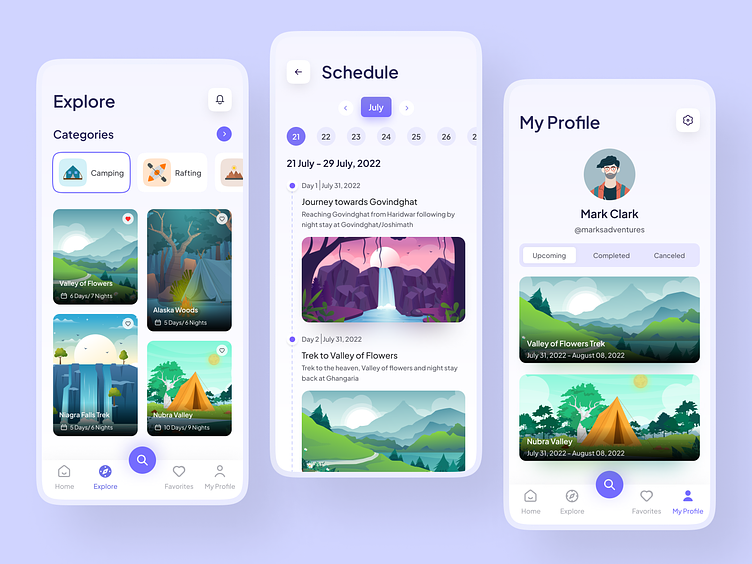 Explore
Categories
Camping
Rafting
Valley of Flowers
6 Days/ 7 Nights
Alaska Woods
5 Days/ 6 Nights
Niagra Falls Trek
5 Days/ 6 Nights
Nubra Valley
10 Days/ 9 Nights
Home
Explore
Favorites
My Profile
Schedule
July
21 22 23 24 25 26 2
21 July - 29 July, 2022
Day 1 | July 31, 2022
Journey towards Govindghat
Reaching Govindghat from Haridwar following by
night stay at Govindghat/Joshimath
Day 2 | July 31, 2022
Trek to Valley of Flowers
Trek to the heaven, Valley of flowers and night stay
back at Ghangaria
My Profile
Mark Clark
@marksadventures
Upcoming Completed Canceled
Valley of Flowers Trek
July 31, 2022 - August 08, 2022
Nubra Valley
July 31, 2022 - August 08, 2022
Home
Explore
Favorites
My Profile